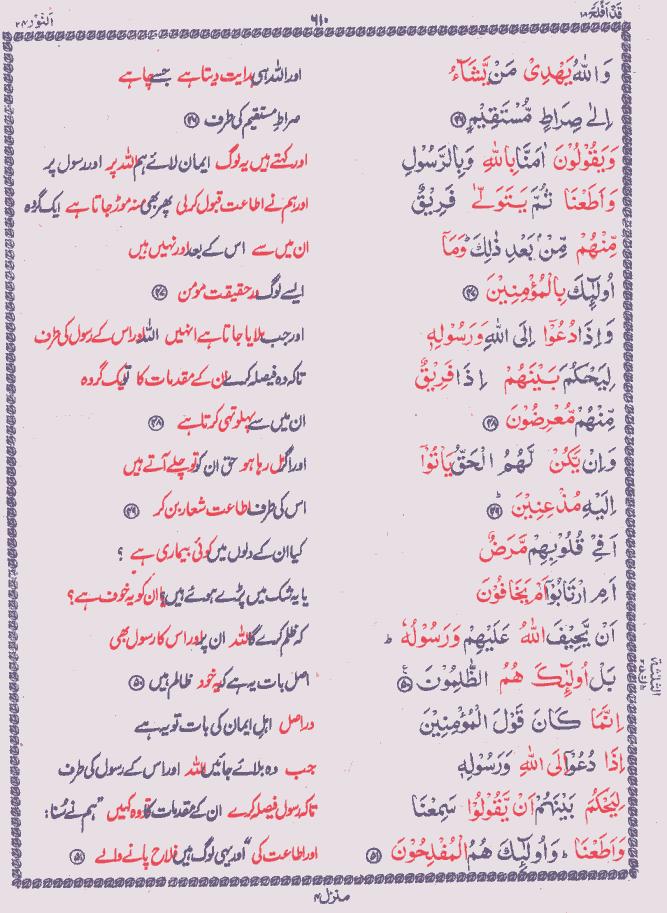 قَدْ اَفْلَحَ ۱۸ ۶۱۰ اَلنُّوْر ۲۴
وَاللّٰهُ يَهْدِىْ مَنْ يَّشَآءُ اور اللہ ہی ہدایت دیتا ہے جسے چاہے
اِلٰى صِرَاطٍ مُّسْتَقِيْمٍ ۴۶ صراطِ مستقیم کی طرف ۴۶
وَيَقُوْلُوْنَ اٰمَنَّا بِاللّٰهِ وَبِالرَّسُوْلِ اور کہتے ہیں یہ لوگ ایمان لائے ہم اللہ پر اور رسول پر
وَاَطَعْنَا ثُمَّ يَتَوَلّٰى فَرِيْقٌ اور ہم نے اطاعت قبول کرلی پھر بھی منہ موڑ جاتا ہے ایک گروہ
مِّنْهُمْ مِّنْۢ بَعْدِ ذٰلِكَ وَمَآ ان میں سے اس کے بعد اور نہیں ہیں
اُولٰٓئِكَ بِالْمُؤْمِنِيْنَ ۴۷ ایسے لوگ درحقیقت مومن ۴۷
وَاِذَا دُعُوْٓا اِلَى اللّٰهِ وَرَسُوْلِهٖ اور جب بلایا جاتا ہے انہیں اللہ اور اس کے رسول کی طرف
لِيَحْكُمَ بَيْنَهُمْ اِذَا فَرِيْقٌ تاکہ وہ فیصلہ کرے ان کے مقدمات کا تو ایک گروہ
مِّنْهُمْ مُّعْرِضُوْنَ ۴۸ ان میں سے پہلوتہی کرتا ہے ۴۸
وَاِنْ يَّكُنْ لَّهُمُ الْحَقُّ يَاْتُوْٓا اور اگر مل رہا ہو حق ان کو تو چلے آتے ہیں
اِلَيْهِ مُذْعِنِيْنَ ۴۹ اس کی طرف اطاعت شعار بن کر ۴۹
اَفِىْ قُلُوْبِهِمْ مَّرَضٌ کیا ان کے دلوں میں کوئی بیماری ہے ؟
اَمِ ارْتَابُوْٓا اَمْ يَخَافُوْنَ یا یہ شک میں پڑے ہوئے ہیں؟ یا ان کو یہ خوف ہے؟
اَنْ يَّحِيْفَ اللّٰهُ عَلَيْهِمْ وَرَسُوْلُهٗ ط کہ ظلم کرے گا اللہ ان پر اور اس کا رسول بھی
بَلْ اُولٰٓئِكَ هُمُ الظّٰلِمُوْنَ ۵۰ اصل بات یہ ہے کہ یہ خود ظالم ہیں ۵۰
اِنَّمَا كَانَ قَوْلَ الْمُؤْمِنِيْنَ دراصل اہلِ ایمان کی بات تو یہ ہے
اِذَا دُعُوْٓا اِلَى اللّٰهِ وَرَسُوْلِهٖ جب وہ بلائے جائیں اللہ اور اس کے رسول کی طرف
لِيَحْكُمَ بَيْنَهُمْ اَنْ يَّقُوْلُوْا سَمِعْنَا تاکہ رسول فیصلہ کرے ان کے مقدمات کا تو وہ کہیں "ہم نے سُنا:
وَاَطَعْنَا ط وَاُولٰٓئِكَ هُمُ الْمُفْلِحُوْنَ ۵۱ اور اطاعت کی" اور یہی لوگ ہیں فلاح پانے والے ۵۱
منزل ۴